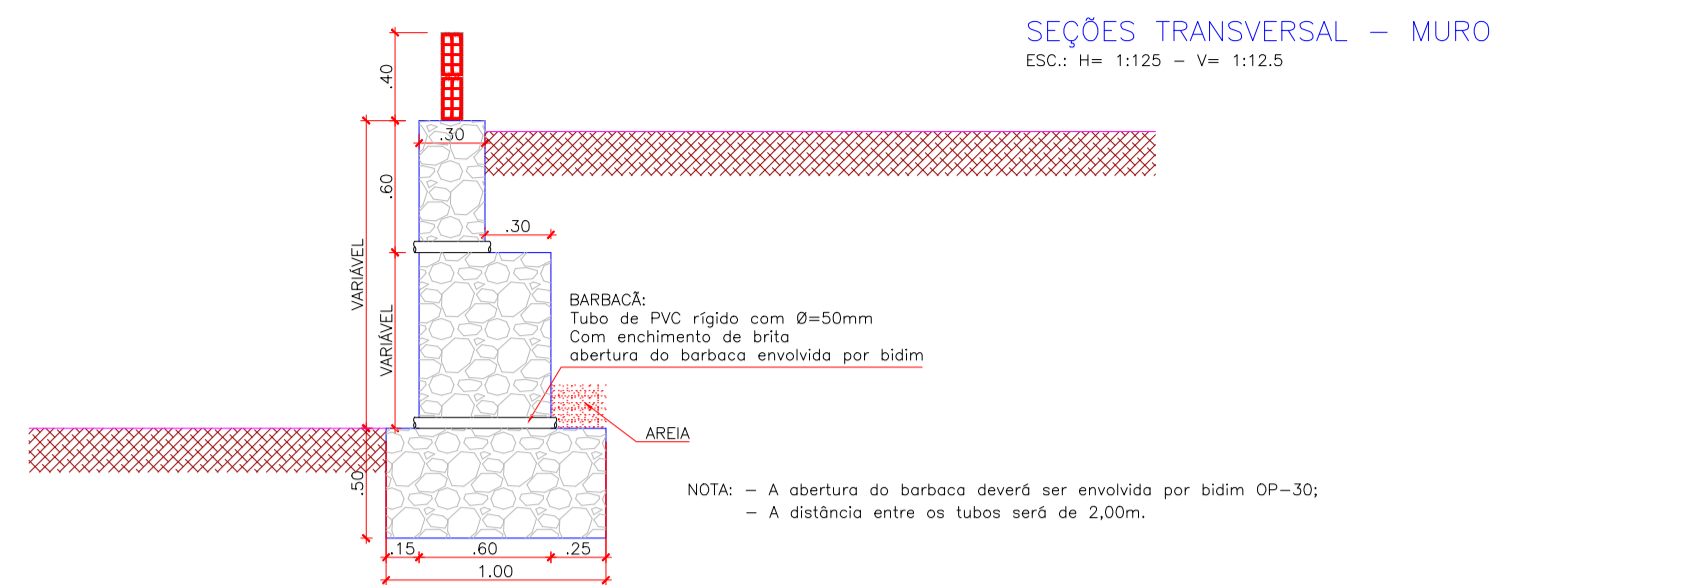 SEÇÕES TRANSVERSAL - MURO
ESC.: H= 1:125 - V= 1:12.5
.40
.30
.60
.30
VARIÁVEL
VARIÁVEL
BARBACÃ:
Tubo de PVC rígido com Ø=50mm
Com enchimento de brita
abertura do barbaca envolvida por bidim
AREIA
.50
NOTA: - A abertura do barbaca deverá ser envolvida por bidim OP-30;
- A distância entre os tubos será de 2,00m.
.15 .60 .25
1.00